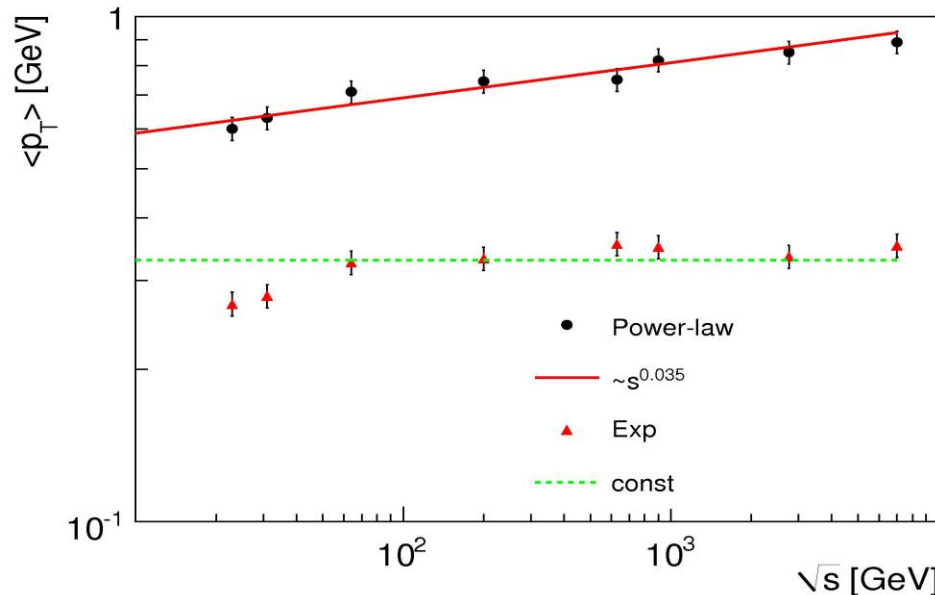 1
<p_T> [GeV]
Power-law
~s^0.035
Exp
const
10^-1
10^2
10^3
√s [GeV]